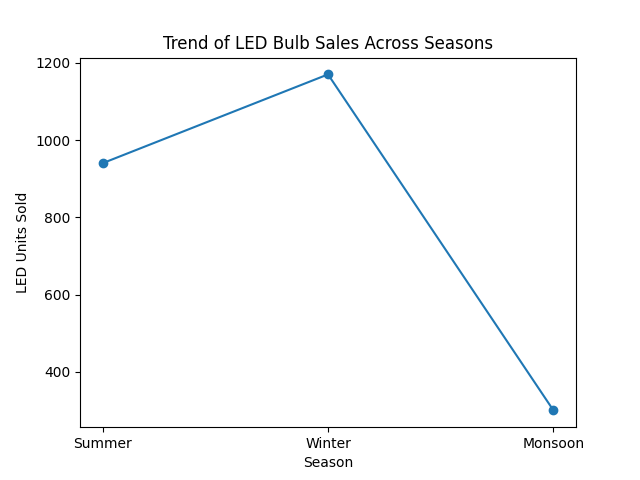 Trend of LED Bulb Sales Across Seasons
1200
1000
800
600
400
LED Units Sold
Summer
Winter
Monsoon
Season